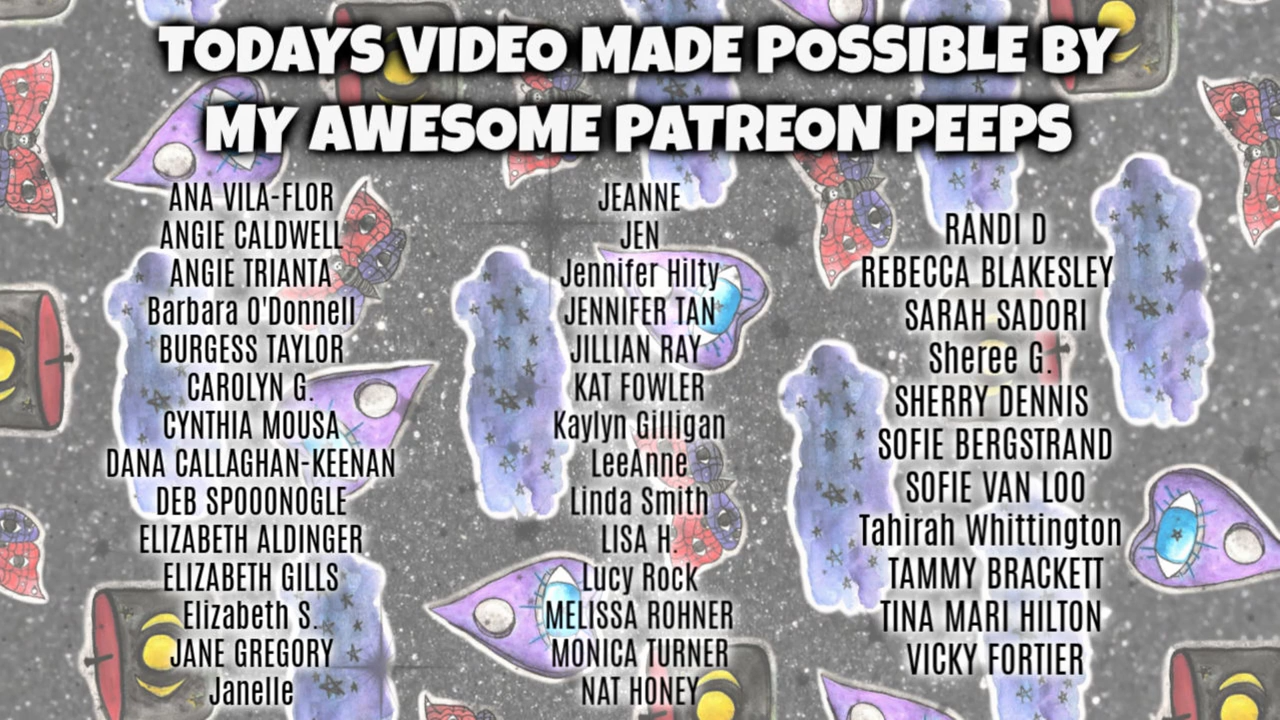 TODAYS VIDEO MADE POSSIBLE BY
MY AWESOME PATREON PEEPS
ANA VILA-FLOR
ANGIE CALDWELL
ANGIE TRIANTA
Barbara O'Donnell
BURGESS TAYLOR
CAROLYN G.
CYNTHIA MOUSA
DANA CALLAGHAN-KEENAN
DEB SPOOONOGLE
ELIZABETH ALDINGER
ELIZABETH GILLS
Elizabeth S.
JANE GREGORY
Janelle
JEANNE
JEN
Jennifer Hilty
JENNIFER TAN
JILLIAN RAY
KAT FOWLER
Kaylyn Gilligan
LeeAnne
Linda Smith
LISA H.
Lucy Rock
MELISSA ROHNER
MONICA TURNER
NAT HONEY
RANDI D
REBECCA BLAKESLEY
SARAH SADORI
Sheree G.
SHERRY DENNIS
SOFIE BERGSTRAND
SOFIE VAN LOO
Tahirah Whittington
TAMMY BRACKETT
TINA MARI HILTON
VICKY FORTIER